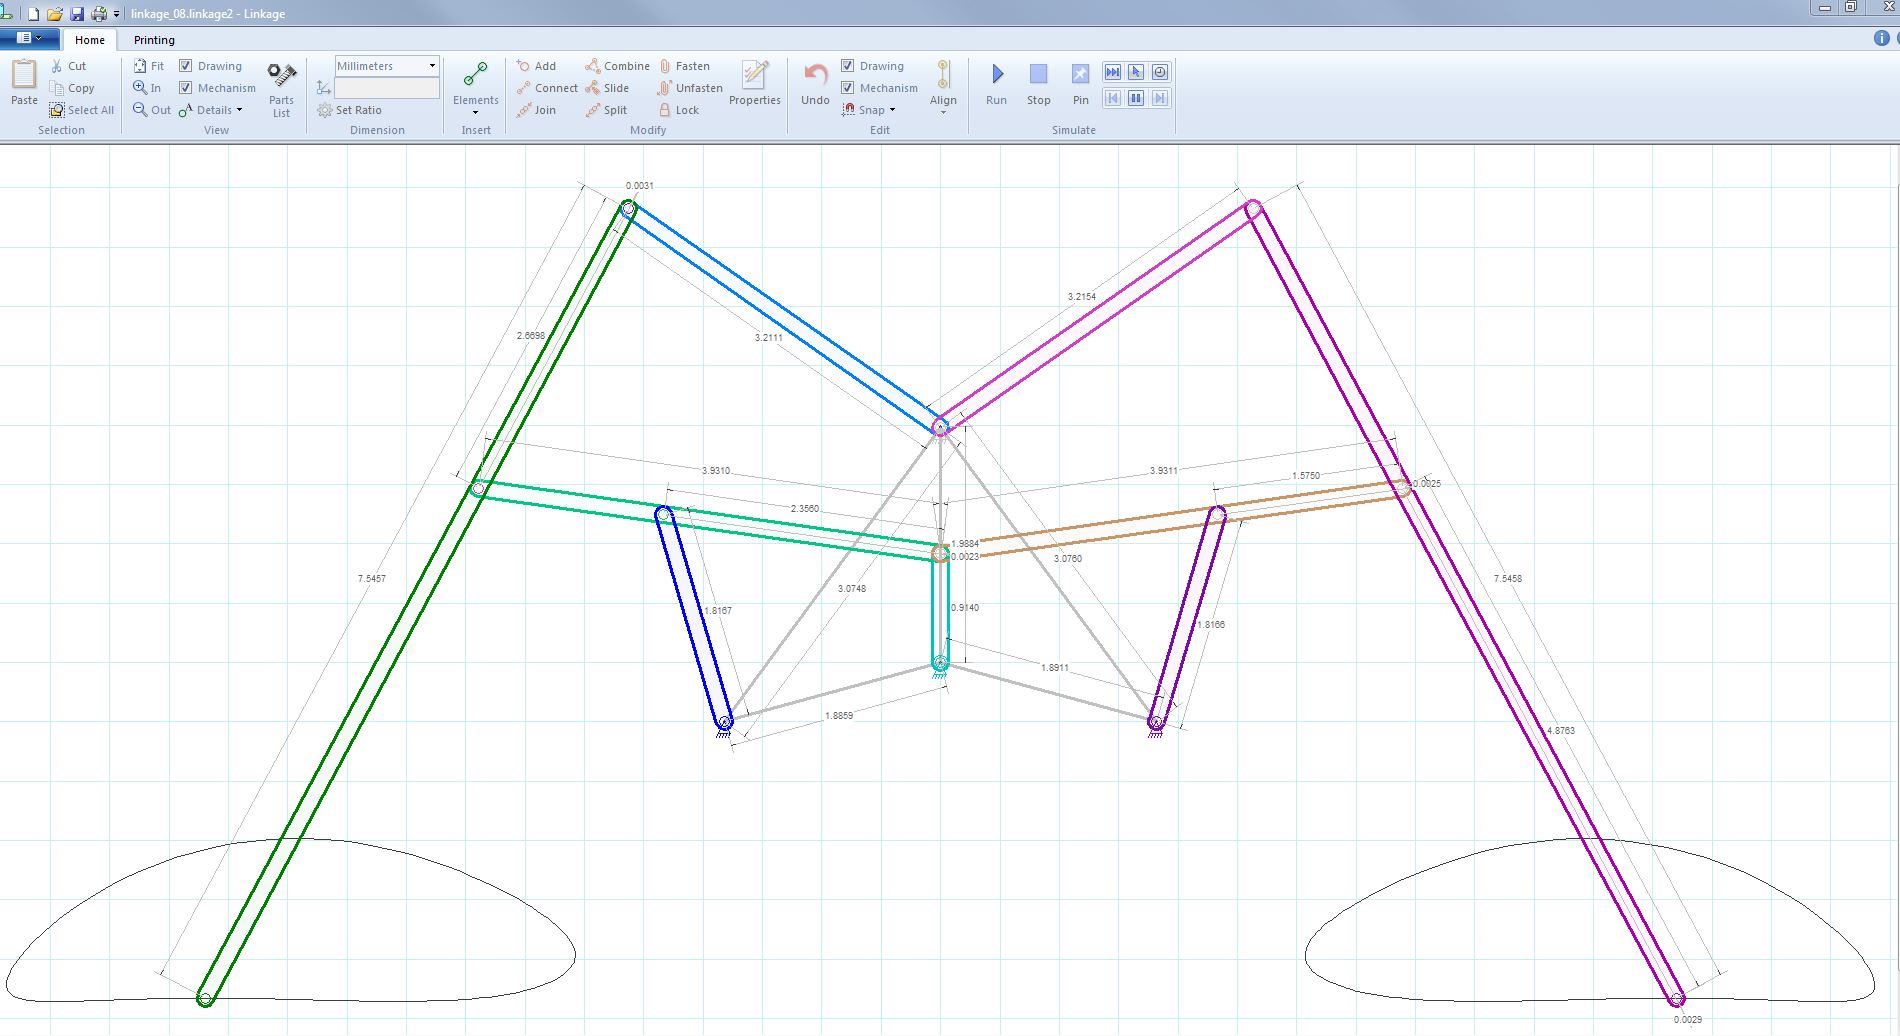 linkage_08.linkage2 - Linkage
Home Printing
Paste
Cut
Copy
Select All
Selection
Fit
In
Out
Drawing
Mechanism
Details
Parts
List
View
Millimeters
Set Ratio
Dimension
Elements
Insert
Add
Connect
Join
Combine
Slide
Split
Fasten
Unfasten
Lock
Properties
Modify
Undo
Drawing
Mechanism
Snap
Align
Edit
Run
Stop
Pin
Simulate
0.0031
3.2154
2.6698
3.2111
3.9310
3.9311
1.5750
0.0025
2.3560
1.9884
0.0023
3.0760
7.5457
7.5458
3.0748
0.9140
1.8167
1.8166
1.8911
1.8859
4.8763
0.0029